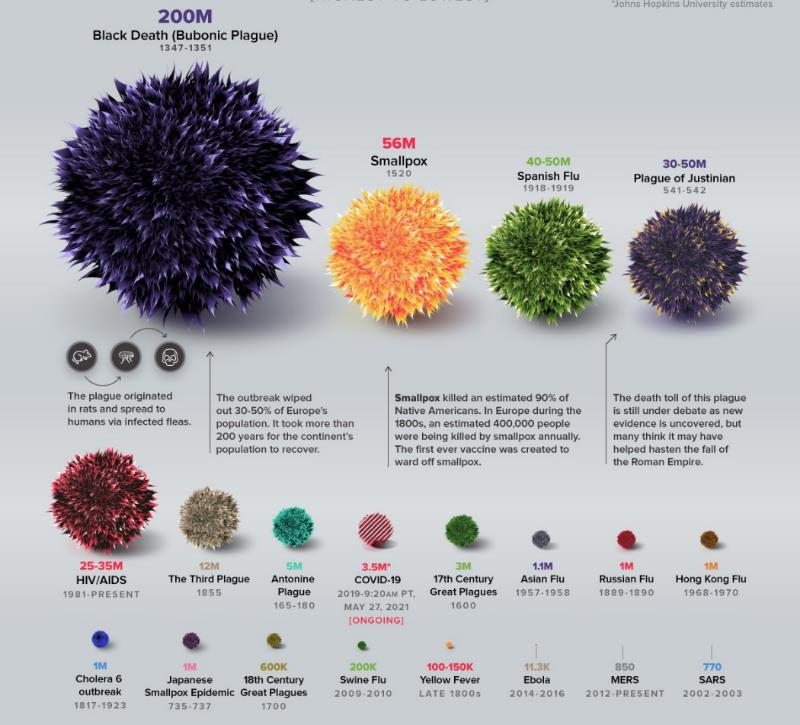 *Johns Hopkins University estimates
200M
Black Death (Bubonic Plague)
1347-1351
56M
Smallpox
1520
40-50M
Spanish Flu
1918-1919
30-50M
Plague of Justinian
541-542
The plague originated
in rats and spread to
humans via infected fleas.
The outbreak wiped
out 30-50% of Europe's
population. It took more than
200 years for the continent's
population to recover.
Smallpox killed an estimated 90% of
Native Americans. In Europe during the
1800s, an estimated 400,000 people
were being killed by smallpox annually.
The first ever vaccine was created to
ward off smallpox.
The death toll of this plague
is still under debate as new
evidence is uncovered, but
many think it may have
helped hasten the fall of
the Roman Empire.
25-35M
HIV/AIDS
1981-PRESENT
12M
The Third Plague
1855
5M
Antonine
Plague
165-180
3.5M*
COVID-19
2019-9:20AM PT,
MAY 27, 2021
[ONGOING]
3M
17th Century
Great Plagues
1600
1.1M
Asian Flu
1957-1958
1M
Russian Flu
1889-1890
1M
Hong Kong Flu
1968-1970
1M
Cholera 6
outbreak
1817-1923
1M
Japanese
Smallpox Epidemic
735-737
600K
18th Century
Great Plagues
1700
200K
Swine Flu
2009-2010
100-150K
Yellow Fever
LATE 1800s
11.3K
Ebola
2014-2016
850
MERS
2012-PRESENT
770
SARS
2002-2003